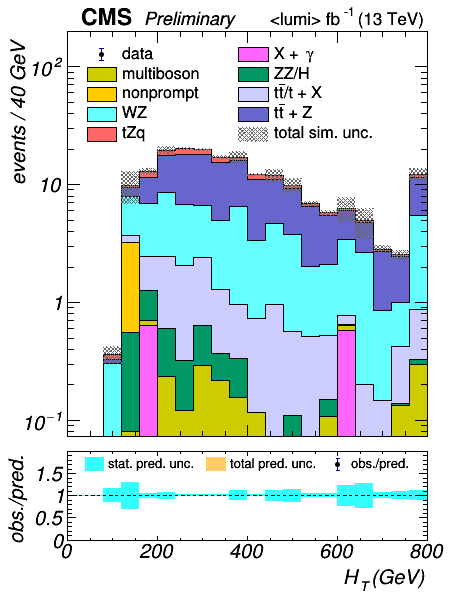 CMS Preliminary <lumi> fb⁻¹ (13 TeV)
events / 40 GeV
10²
10
1
10⁻¹
data
multiboson
nonprompt
WZ
tZq
X + γ
ZZ/H
tt̄/t + X
tt̄ + Z
total sim. unc.
obs./pred.
1.5
1
0.5
0
stat. pred. unc. total pred. unc. obs./pred.
0 200 400 600 800
H_T (GeV)